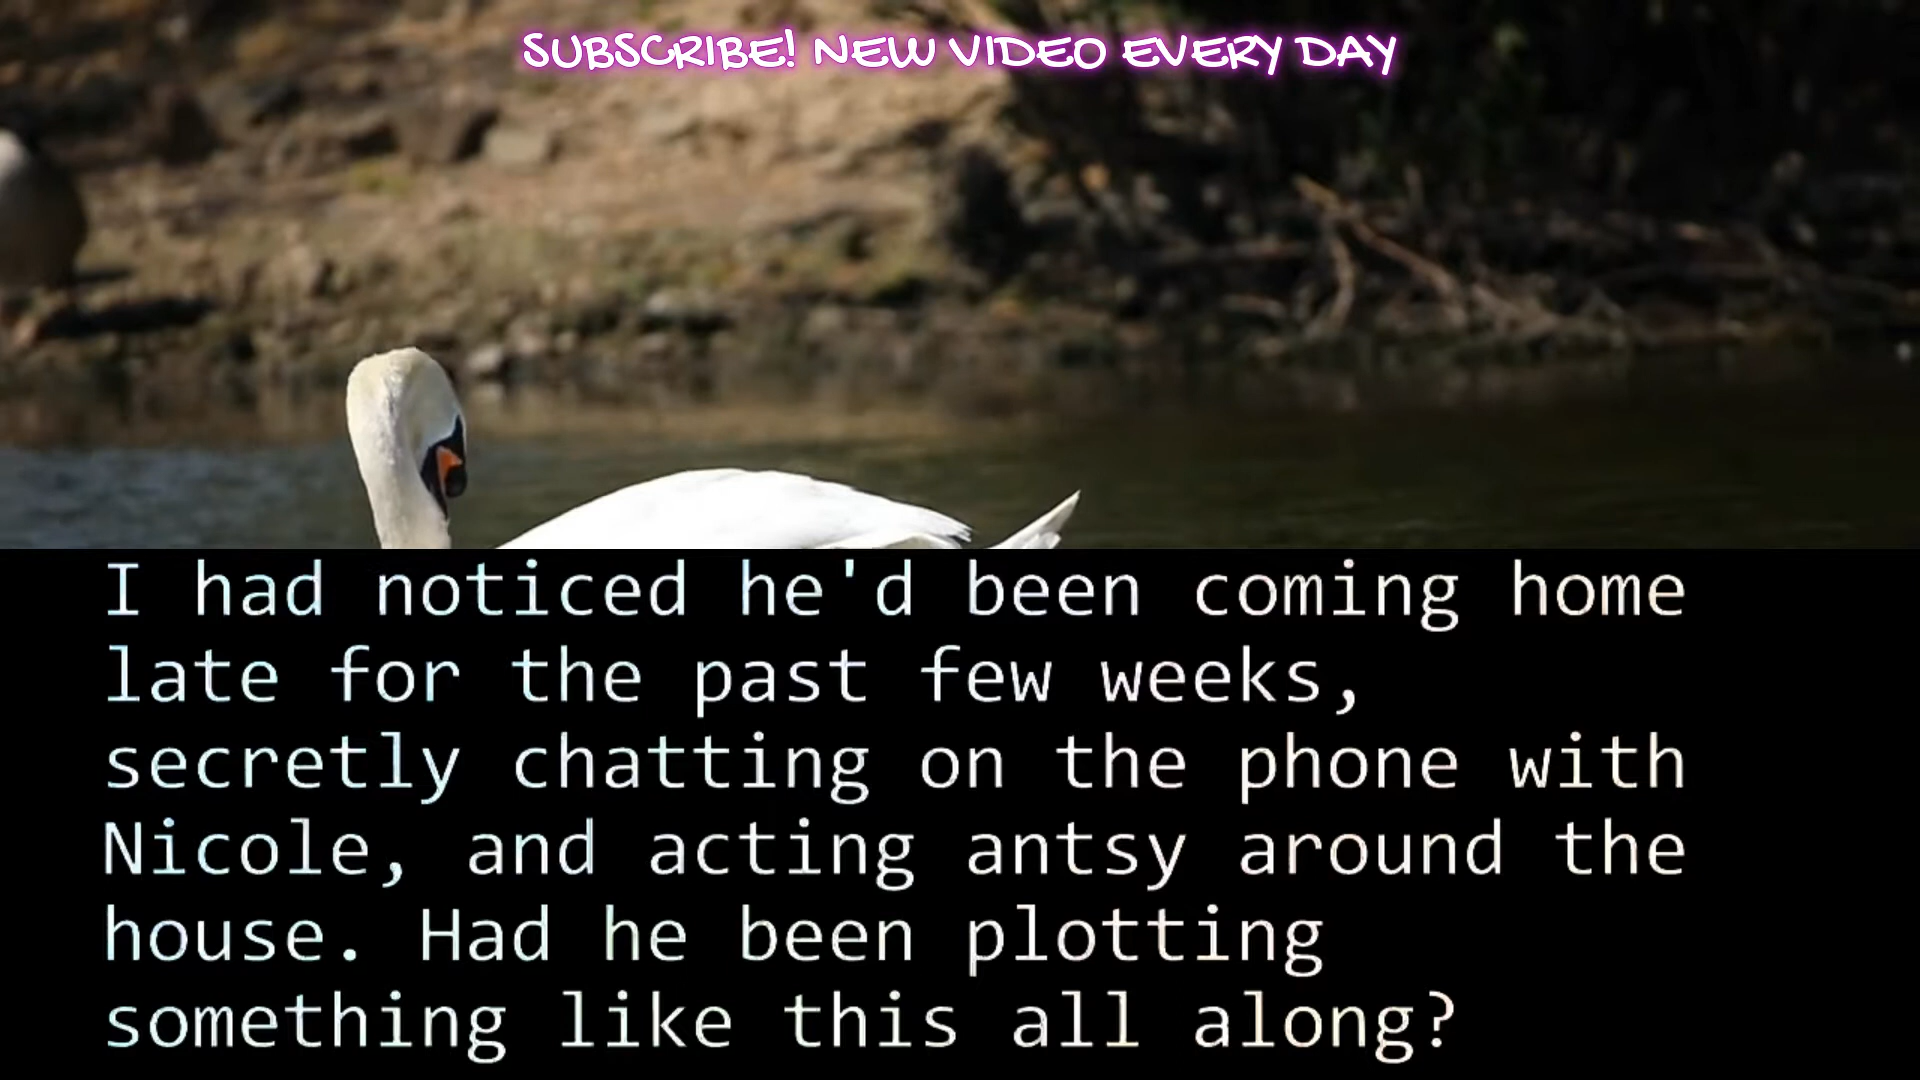 SUBSCRIBE! NEW VIDEO EVERY DAY
I had noticed he'd been coming home
late for the past few weeks,
secretly chatting on the phone with
Nicole, and acting antsy around the
house. Had he been plotting
something like this all along?